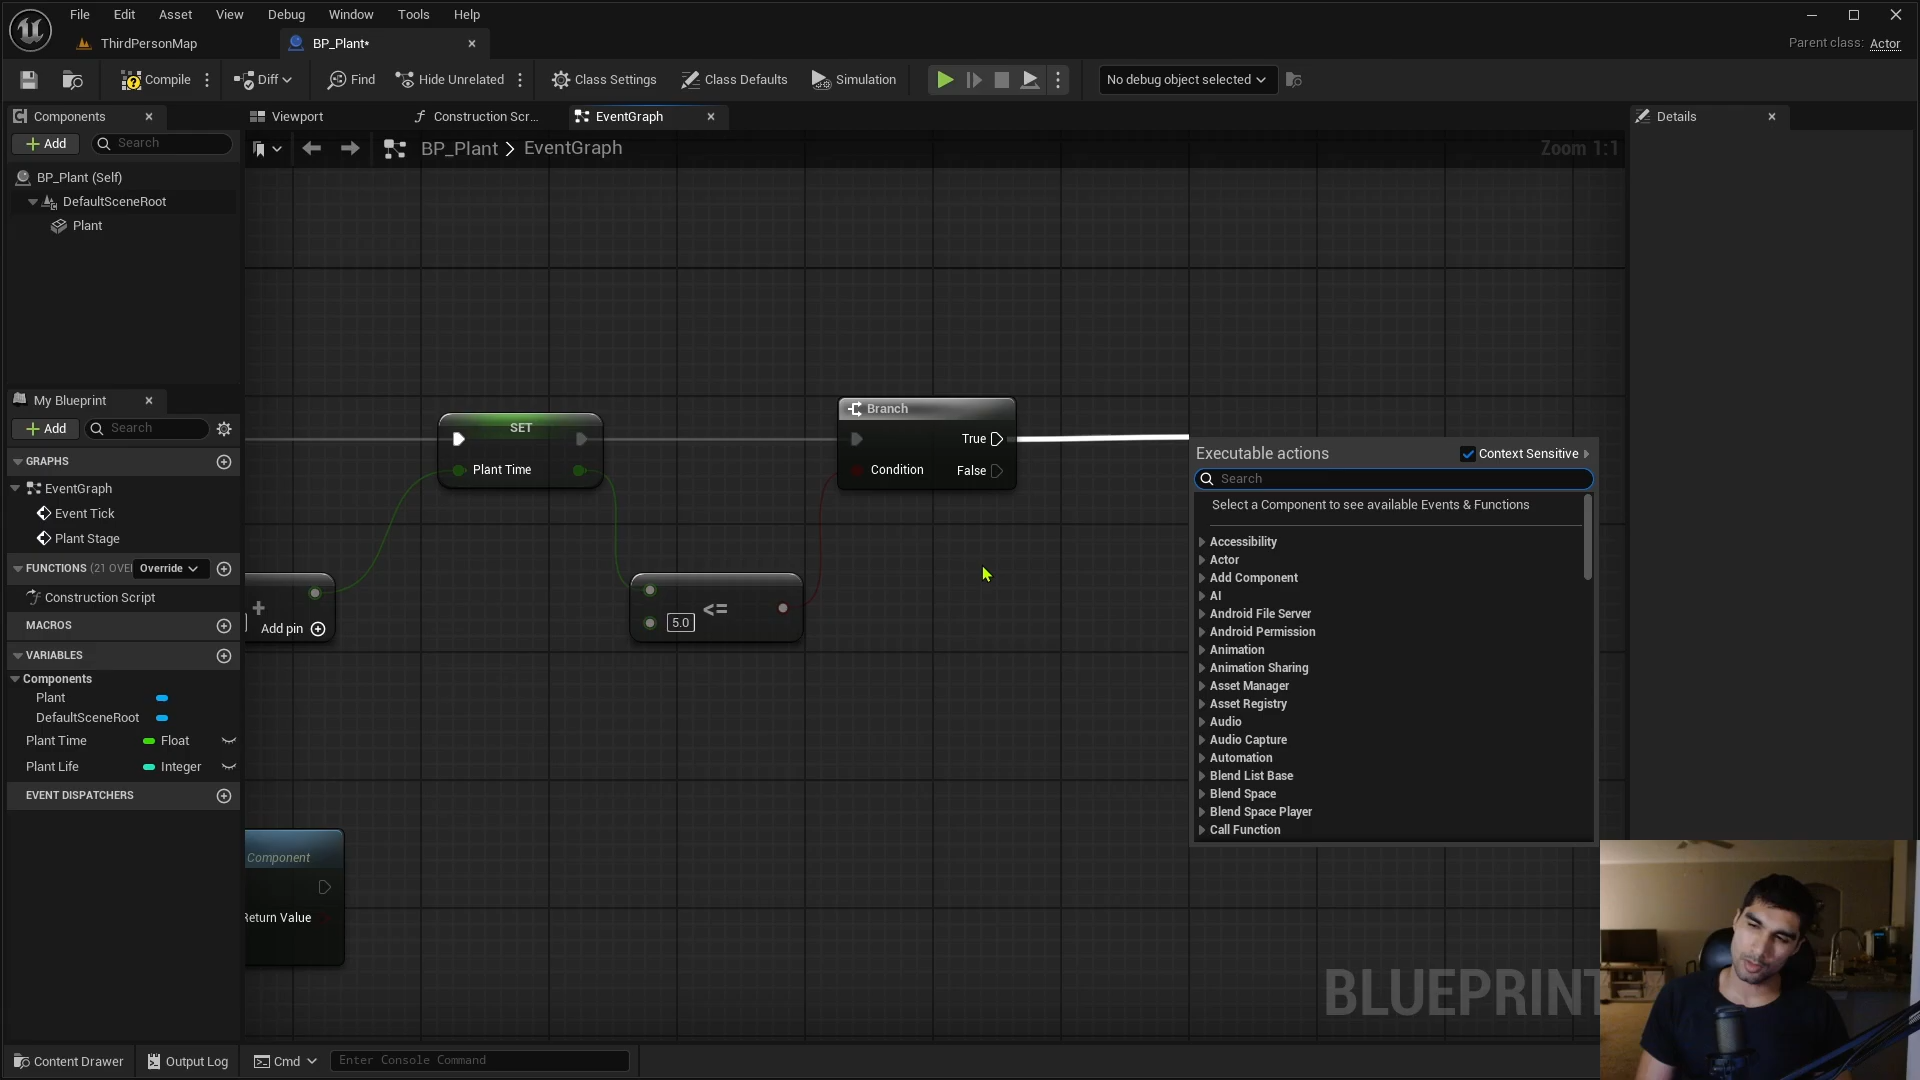 File Edit Asset View Debug Window Tools Help
ThirdPersonMap
BP_Plant*
Parent class: Actor
Compile
Diff
Find
Hide Unrelated
Class Settings
Class Defaults
Simulation
No debug object selected
Components
Viewport
Construction Scr...
EventGraph
Details
Add
Search
BP_Plant > EventGraph
Zoom 1:1
BP_Plant (Self)
DefaultSceneRoot
Plant
My Blueprint
Add
Search
GRAPHS
EventGraph
Event Tick
Plant Stage
FUNCTIONS (21 OVE
Override
Construction Script
MACROS
VARIABLES
Components
Plant
DefaultSceneRoot
Plant Time Float
Plant Life Integer
EVENT DISPATCHERS
SET
Plant Time
+
Add pin
5.0
<=
Branch
True
Condition
False
Component
Return Value
Executable actions
Context Sensitive
Search
Select a Component to see available Events & Functions
Accessibility
Actor
Add Component
AI
Android File Server
Android Permission
Animation
Animation Sharing
Asset Manager
Asset Registry
Audio
Audio Capture
Automation
Blend List Base
Blend Space
Blend Space Player
Call Function
BLUEPRINT
Content Drawer
Output Log
Cmd
Enter Console Command